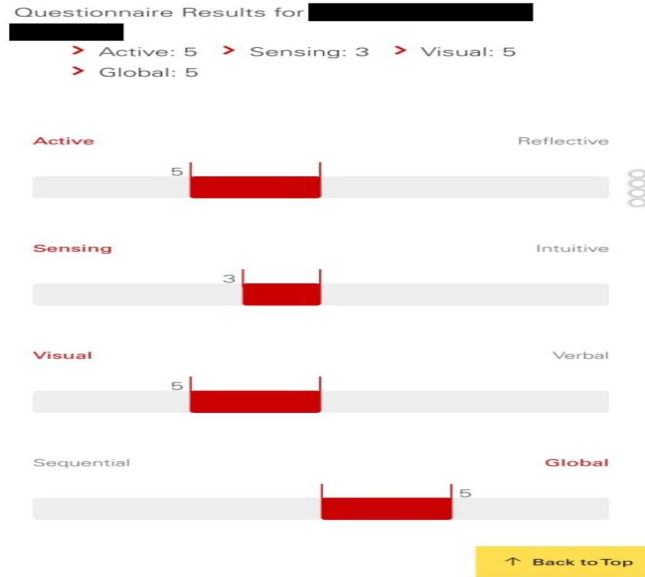 Questionnaire Results for
> Active: 5 > Sensing: 3 > Visual: 5
> Global: 5
Active Reflective
5
Sensing Intuitive
3
Visual Verbal
5
Sequential Global
5
↑ Back to Top